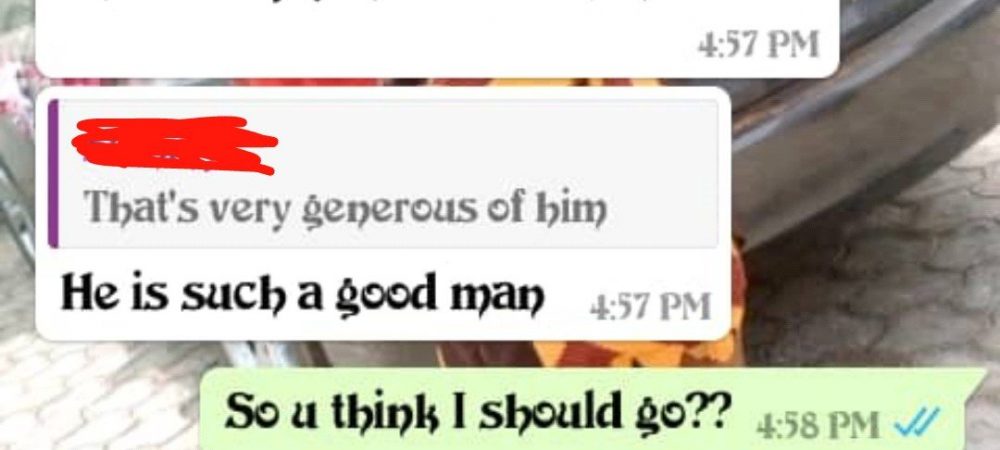 4:57 PM
That's very generous of him
He is such a good man 4:57 PM
So u think I should go?? 4:58 PM